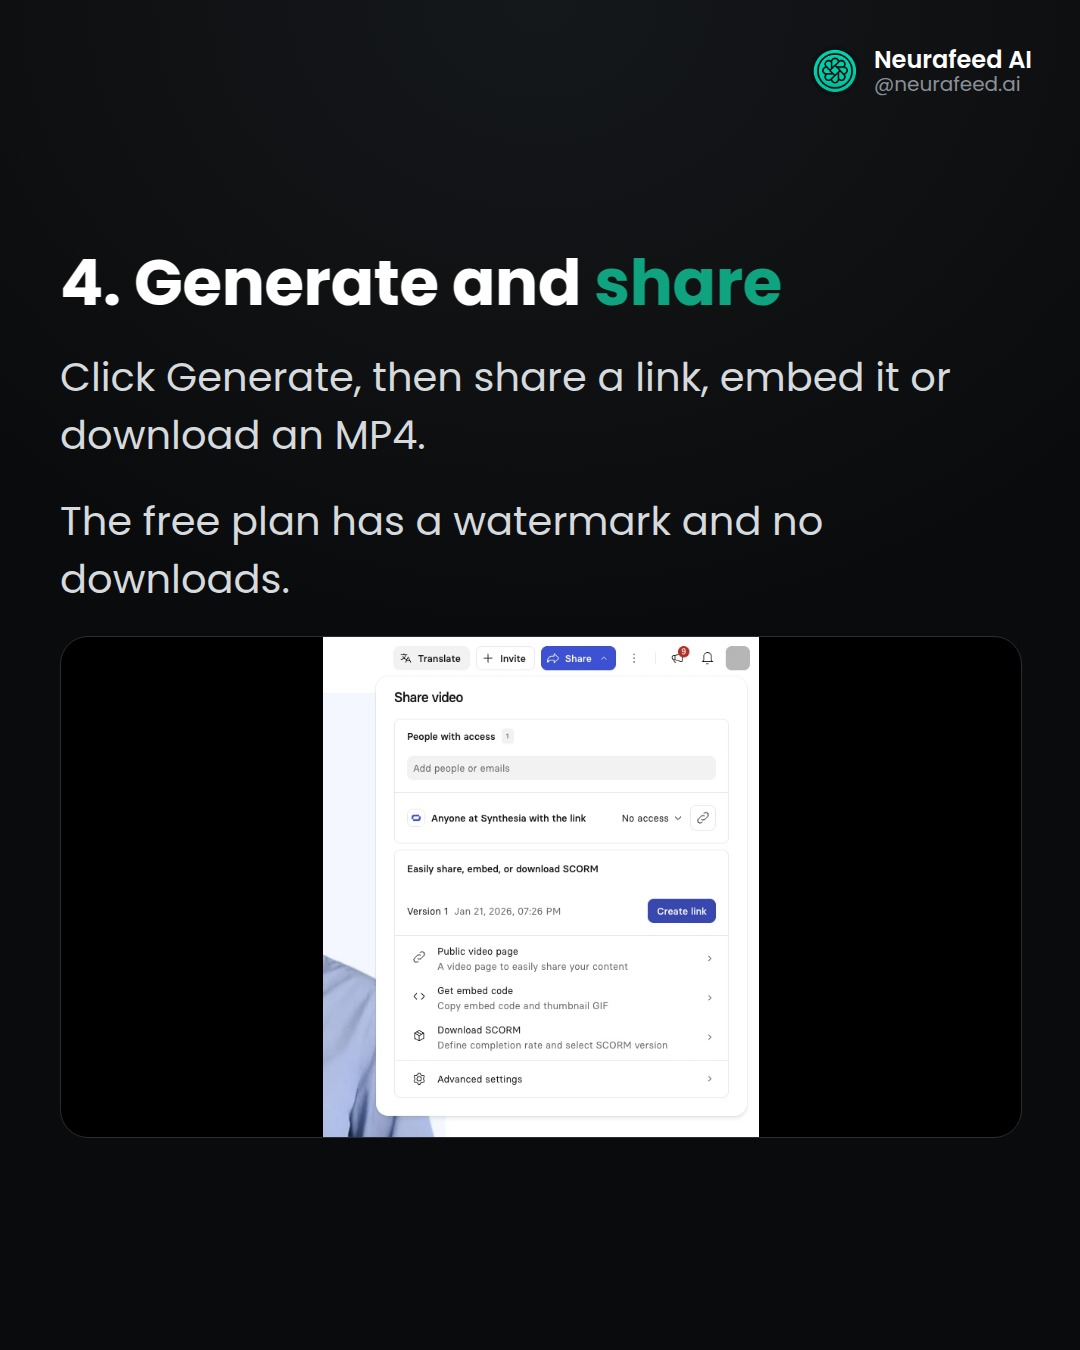 Neurafeed AI
@neurafeed.ai
4. Generate and share
Click Generate, then share a link, embed it or
download an MP4.
The free plan has a watermark and no
downloads.
Translate
Invite
Share
9
Share video
People with access 1
Add people or emails
Anyone at Synthesia with the link
No access
Easily share, embed, or download SCORM
Version 1 Jan 21, 2026, 07:26 PM
Create link
Public video page
A video page to easily share your content
Get embed code
Copy embed code and thumbnail GIF
Download SCORM
Define completion rate and select SCORM version
Advanced settings